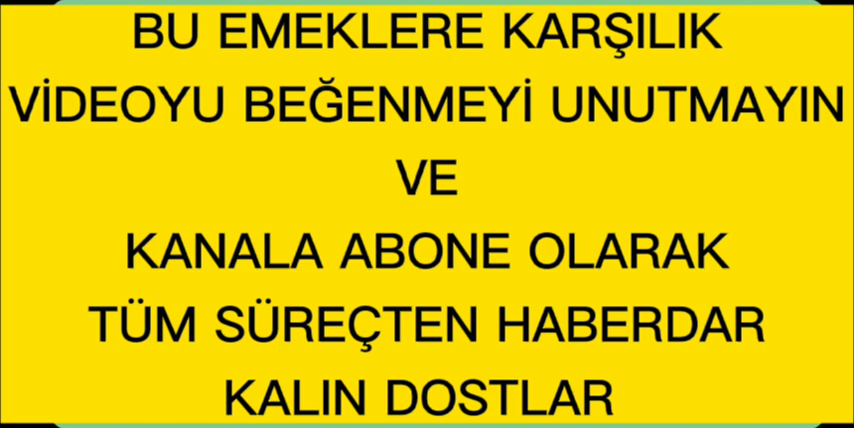 BU EMEKLERE KARŞILIK
VİDEOYU BEĞENMEYİ UNUTMAYIN
VE
KANALA ABONE OLARAK
TÜM SÜREÇTEN HABERDAR
KALIN DOSTLAR